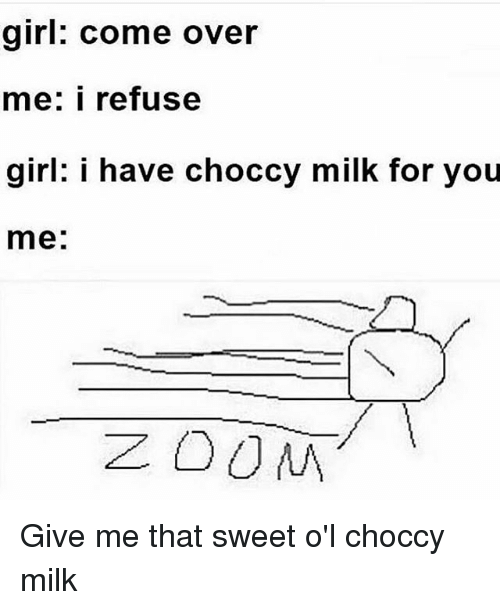 girl: come over
me: i refuse
girl: i have choccy milk for you
me:
ZOOM
Give me that sweet o'l choccy
milk